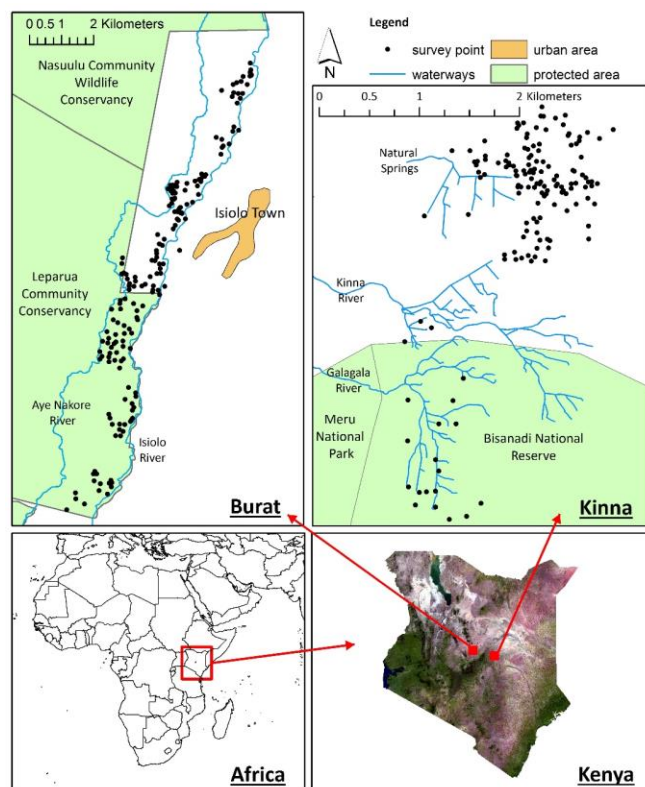 0 0.5 1 2 Kilometers
Nasuulu Community
Wildlife
Conservancy
Isiolo Town
Leparua
Community
Conservancy
Aye Nakore
River
Isiolo
River
Burat
N
Legend
survey point
urban area
waterways
protected area
0 0.5 1 2 Kilometers
Natural
Springs
Kinna
River
Galagala
River
Meru
National
Park
Bisanadi National
Reserve
Kinna
Africa
Kenya